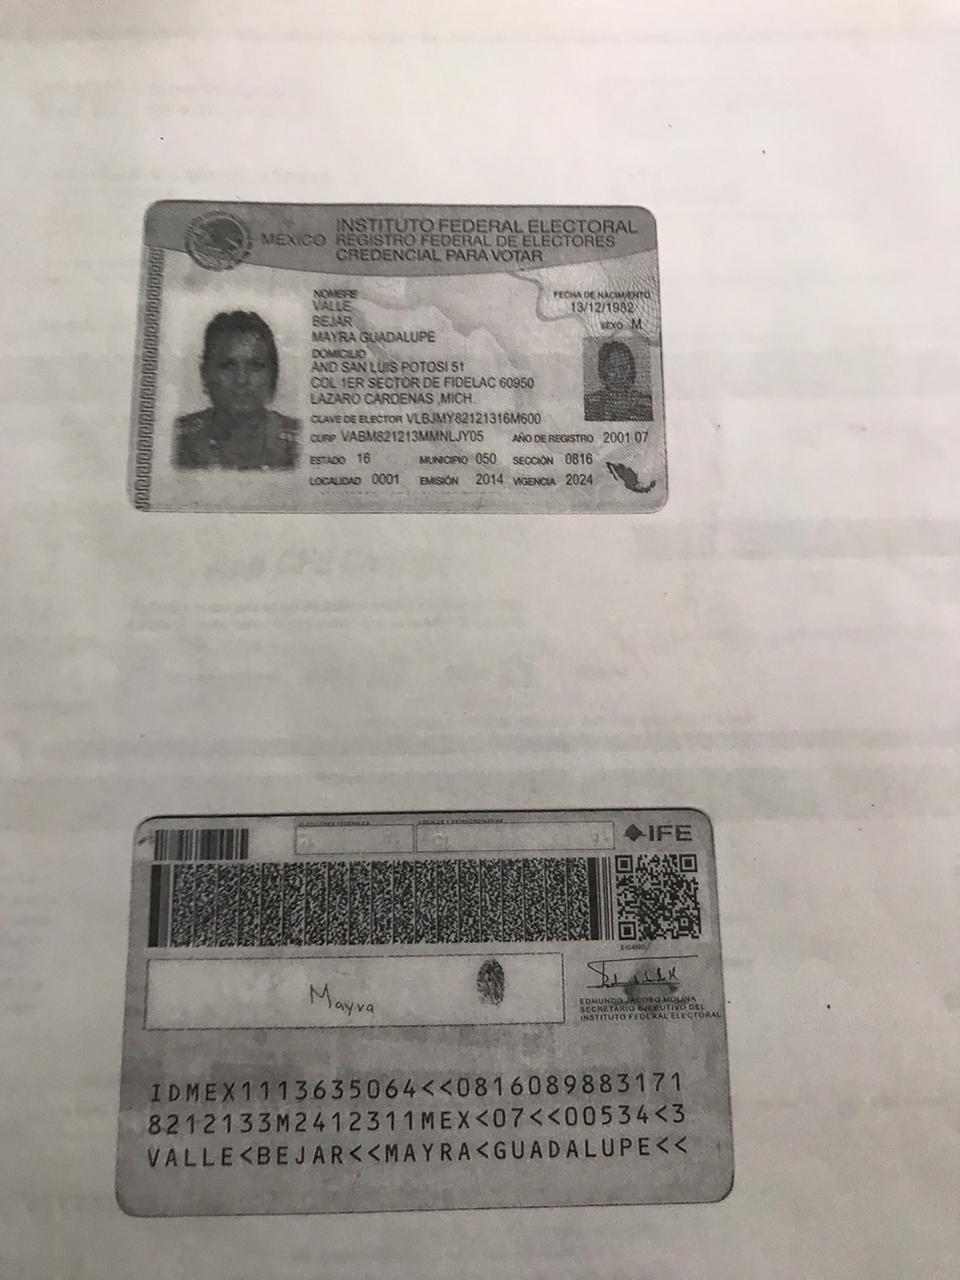 MÉXICO
INSTITUTO FEDERAL ELECTORAL
REGISTRO FEDERAL DE ELECTORES
CREDENCIAL PARA VOTAR
NOMBRE
VALLE
BEJAR
MAYRA GUADALUPE
FECHA DE NACIMIENTO
13/12/1982
SEXO M
DOMICILIO
AND SAN LUIS POTOSI 51
COL 1ER SECTOR DE FIDELAC 60950
LAZARO CARDENAS ,MICH.
CLAVE DE ELECTOR VLBJMY82121316M600
CURP VABM821213MMNLJY05 AÑO DE REGISTRO 2001 07
ESTADO 16 MUNICIPIO 050 SECCIÓN 0816
LOCALIDAD 0001 EMISIÓN 2014 VIGENCIA 2024
ELECCIONES FEDERALES LOCALES Y EXTRAORDINARIAS
IFE
Mayra
EDMUNDO JACOBO MOLINA
SECRETARIO EJECUTIVO DEL
INSTITUTO FEDERAL ELECTORAL
IDMEX1113635064<<0816089883171
8212133M2412311MEX<07<<00534<3
VALLE<BEJAR<<MAYRA<GUADALUPE<<